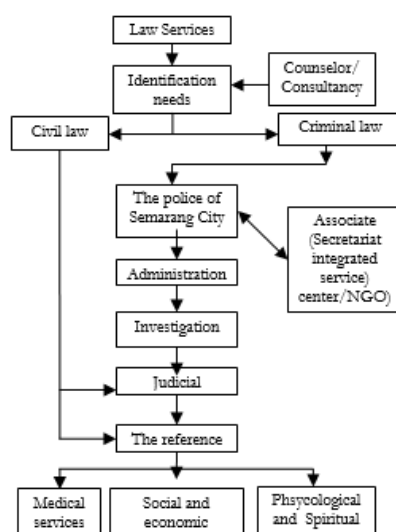 Law Services
Identification
needs
Counselor/
Consultancy
Civil law
Criminal law
The police of
Semarang City
Associate
(Secretariat
integrated
service)
center/NGO)
Administration
Investigation
Judicial
The reference
Medical
services
Social and
economic
Phsycological
and Spiritual